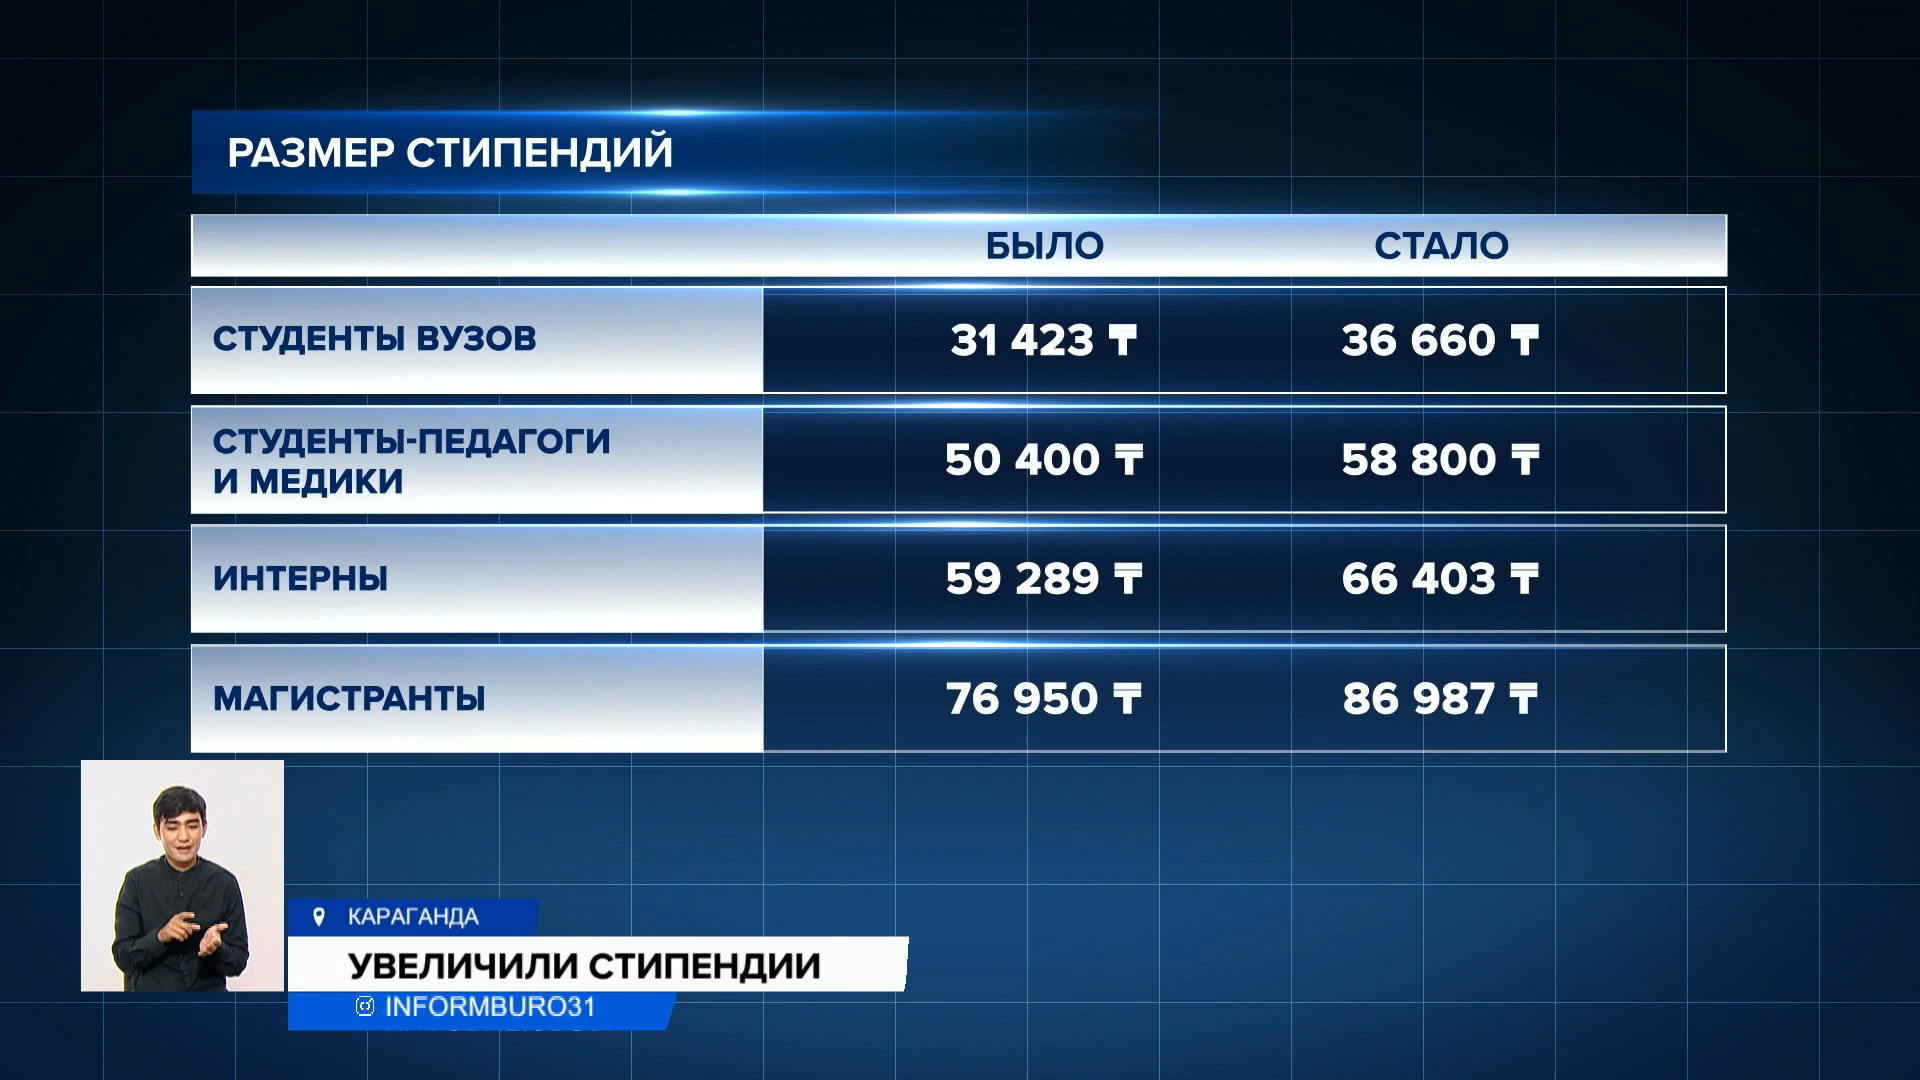 РАЗМЕР СТИПЕНДИЙ
БЫЛО СТАЛО
СТУДЕНТЫ ВУЗОВ 31 423 ₸ 36 660 ₸
СТУДЕНТЫ-ПЕДАГОГИ
И МЕДИКИ 50 400 ₸ 58 800 ₸
ИНТЕРНЫ 59 289 ₸ 66 403 ₸
МАГИСТРАНТЫ 76 950 ₸ 86 987 ₸
КАРАГАНДА
УВЕЛИЧИЛИ СТИПЕНДИИ
INFORMBURO31